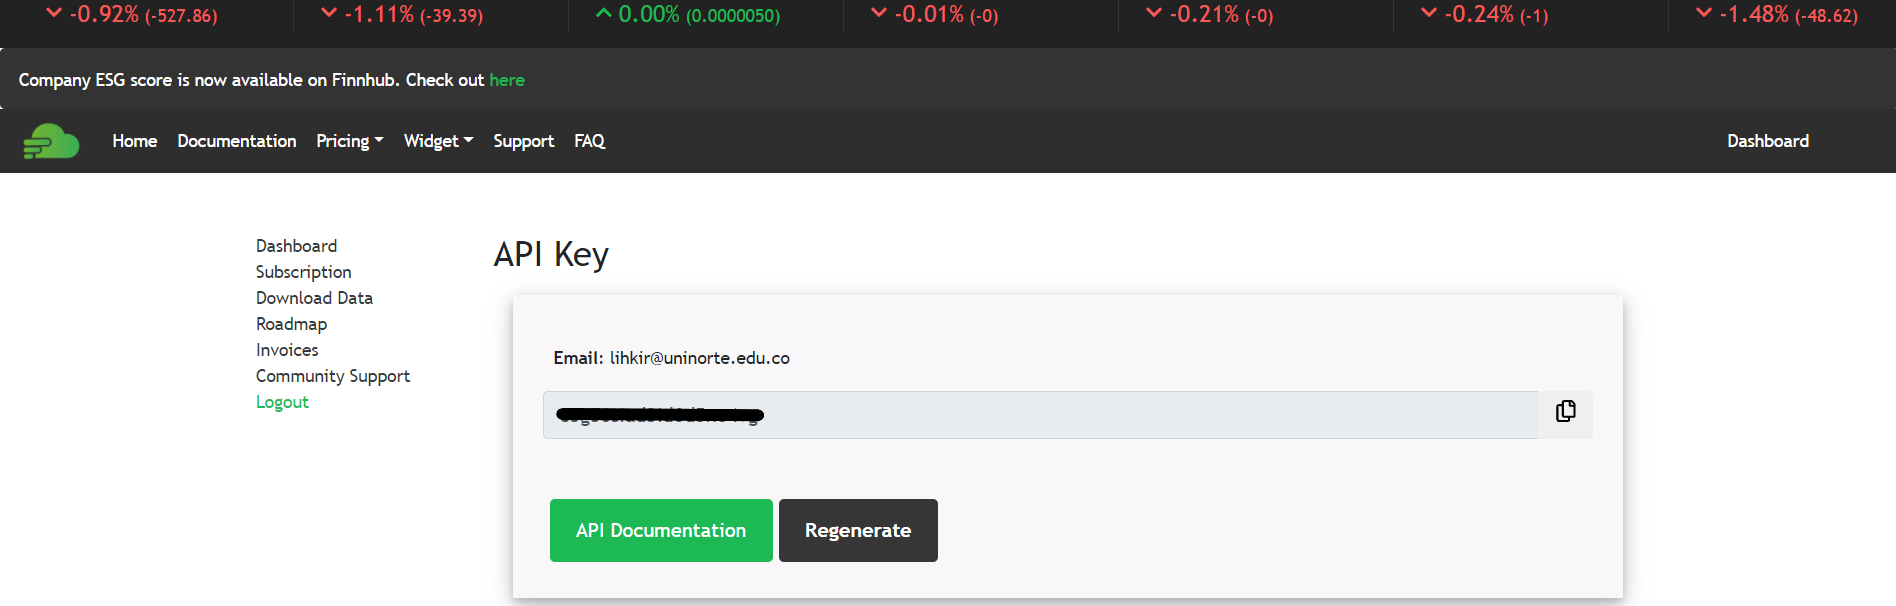 -0.92% (-527.86) -1.11% (-39.39) 0.00% (0.0000050) -0.01% (-0) -0.21% (-0) -0.24% (-1) -1.48% (-48.62)
Company ESG score is now available on Finnhub. Check out here
Home Documentation Pricing Widget Support FAQ Dashboard
Dashboard
Subscription
Download Data
Roadmap
Invoices
Community Support
Logout
API Key
Email: lihkir@uninorte.edu.co
API Documentation Regenerate